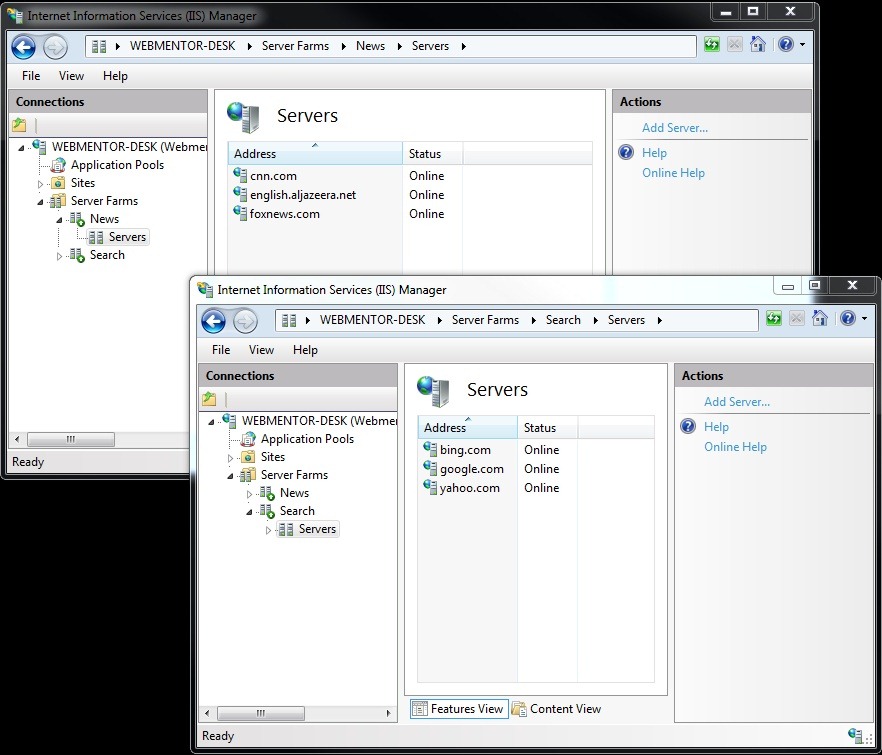 Internet Information Services (IIS) Manager
WEBMENTOR-DESK Server Farms News Servers
File View Help
Connections
WEBMENTOR-DESK (Webmen
Application Pools
Sites
Server Farms
News
Servers
Search
Ready
Servers
Address Status
cnn.com Online
english.aljazeera.net Online
foxnews.com Online
Actions
Add Server...
Help
Online Help
Internet Information Services (IIS) Manager
WEBMENTOR-DESK Server Farms Search Servers
File View Help
Connections
WEBMENTOR-DESK (Webmen
Application Pools
Sites
Server Farms
News
Search
Servers
Servers
Address Status
bing.com Online
google.com Online
yahoo.com Online
Features View Content View
Actions
Add Server...
Help
Online Help
Ready